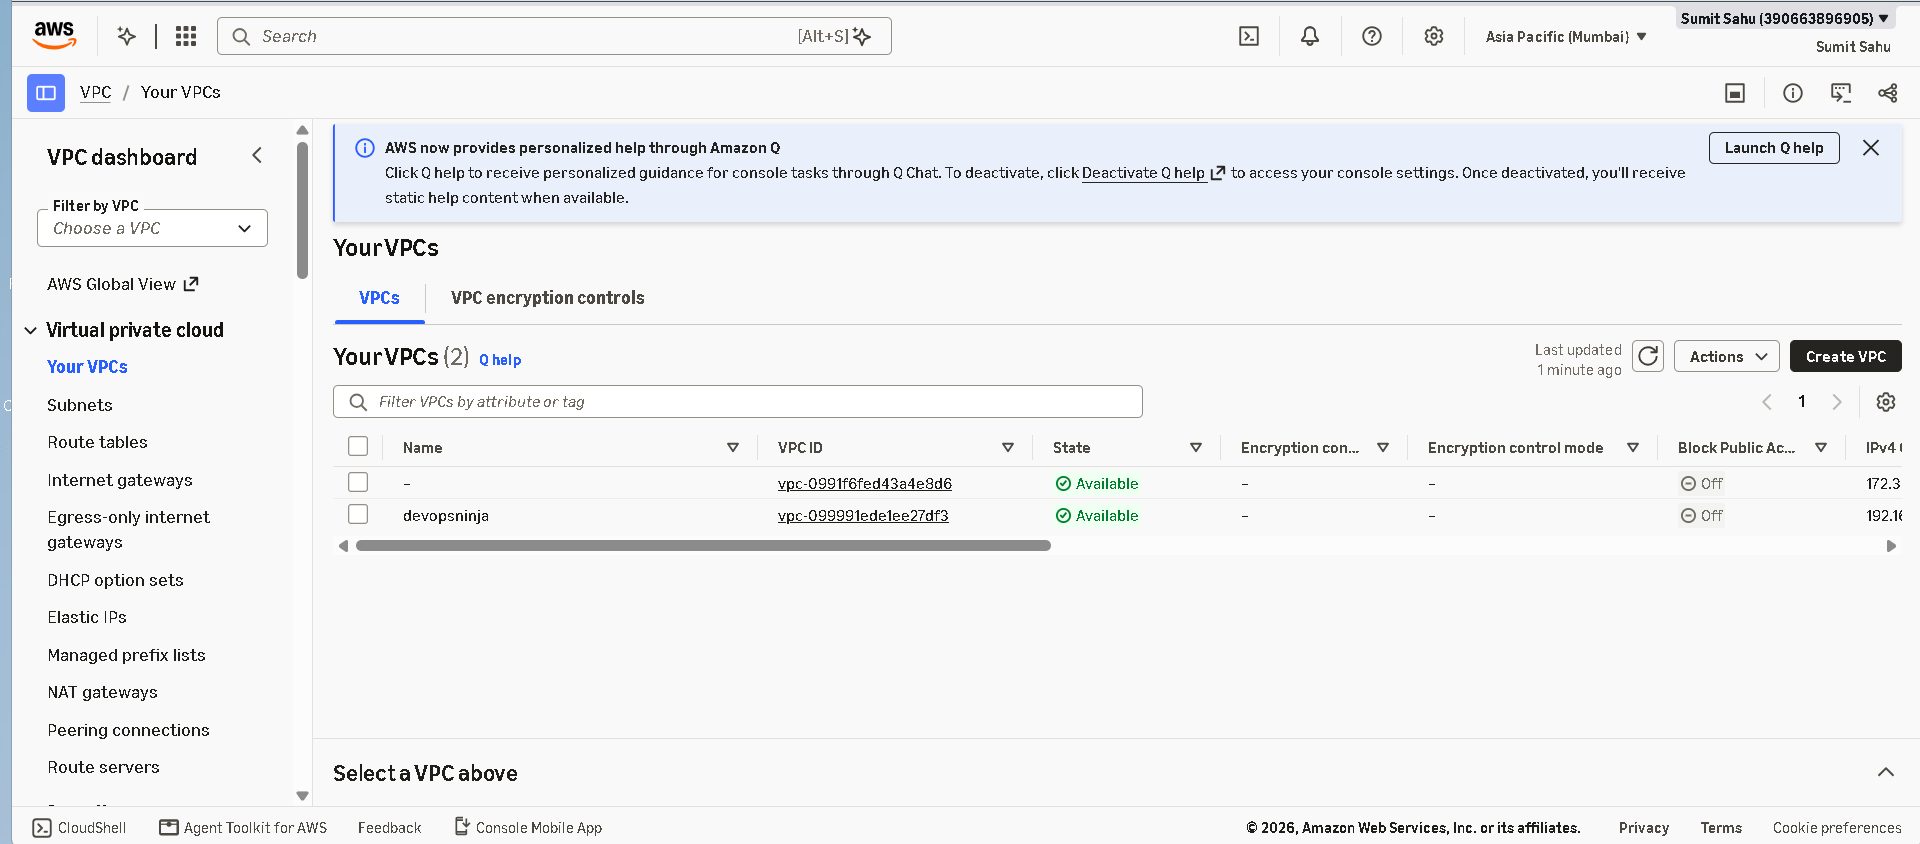 aws
Search [Alt+S]
Asia Pacific (Mumbai)
Sumit Sahu (390663896905)
Sumit Sahu
VPC / Your VPCs
VPC dashboard
Filter by VPC
Choose a VPC
AWS Global View
Virtual private cloud
Your VPCs
Subnets
Route tables
Internet gateways
Egress-only internet
gateways
DHCP option sets
Elastic IPs
Managed prefix lists
NAT gateways
Peering connections
Route servers
AWS now provides personalized help through Amazon Q
Click Q help to receive personalized guidance for console tasks through Q Chat. To deactivate, click Deactivate Q help to access your console settings. Once deactivated, you'll receive
static help content when available.
Launch Q help
Your VPCs
VPCs
VPC encryption controls
Your VPCs (2) Q help
Last updated
1 minute ago
Actions
Create VPC
Filter VPCs by attribute or tag
1
Name VPC ID State Encryption con... Encryption control mode Block Public Ac... IPv4
– vpc-0991f6fed43a4e8d6 Available – – Off 172.3
devopsninja vpc-099991ede1ee27df3 Available – – Off 192.16
Select a VPC above
CloudShell Agent Toolkit for AWS Feedback Console Mobile App
© 2026, Amazon Web Services, Inc. or its affiliates. Privacy Terms Cookie preferences